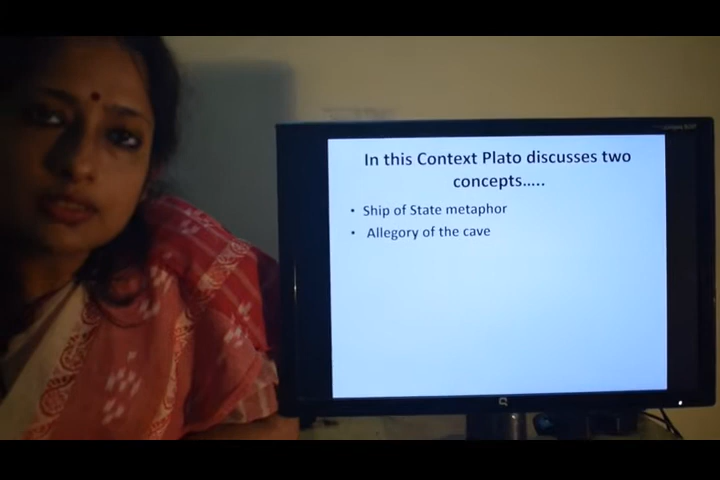 In this Context Plato discusses two
concepts…..
• Ship of State metaphor
• Allegory of the cave